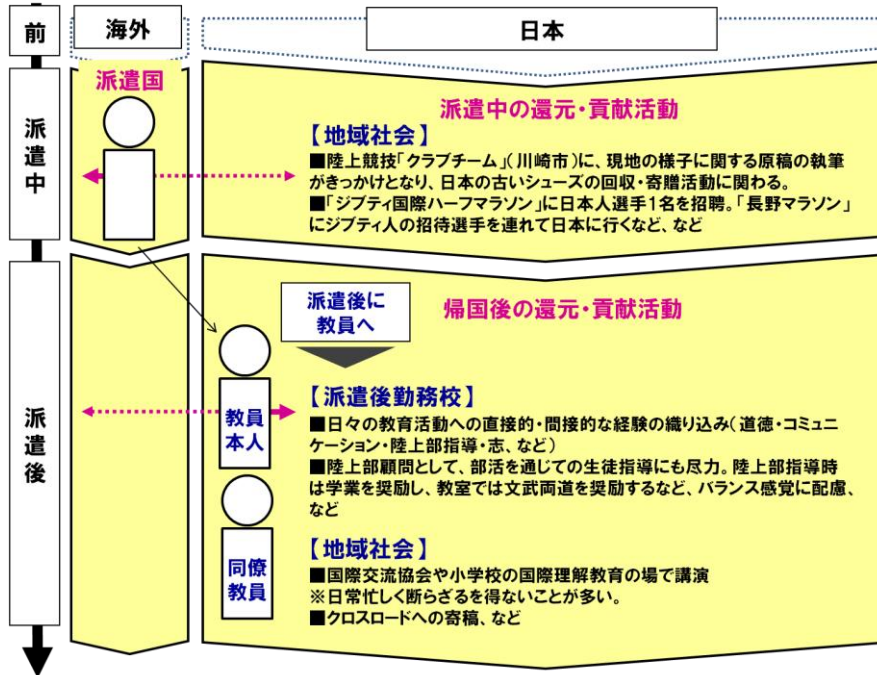 前
海外
日本
派遣中
派遣国
派遣中の還元・貢献活動
【地域社会】
■陸上競技「クラブチーム」(川崎市)に、現地の様子に関する原稿の執筆
がきっかけとなり、日本の古いシューズの回収・寄贈活動に関わる。
■「ジブティ国際ハーフマラソン」に日本人選手1名を招聘。「長野マラソン」
にジブティ人の招待選手を連れて日本に行くなど、など
派遣後
派遣後に
教員へ
帰国後の還元・貢献活動
教員
本人
【派遣後勤務校】
■日々の教育活動への直接的・間接的な経験の織り込み(道徳・コミュニ
ケーション・陸上部指導・志、など)
■陸上部顧問として、部活を通じての生徒指導にも尽力。陸上部指導時
は学業を奨励し、教室では文武両道を奨励するなど、バランス感覚に配慮、
など
同僚
教員
【地域社会】
■国際交流協会や小学校の国際理解教育の場で講演
※日常忙しく断らざるを得ないことが多い。
■クロスロードへの寄稿、など